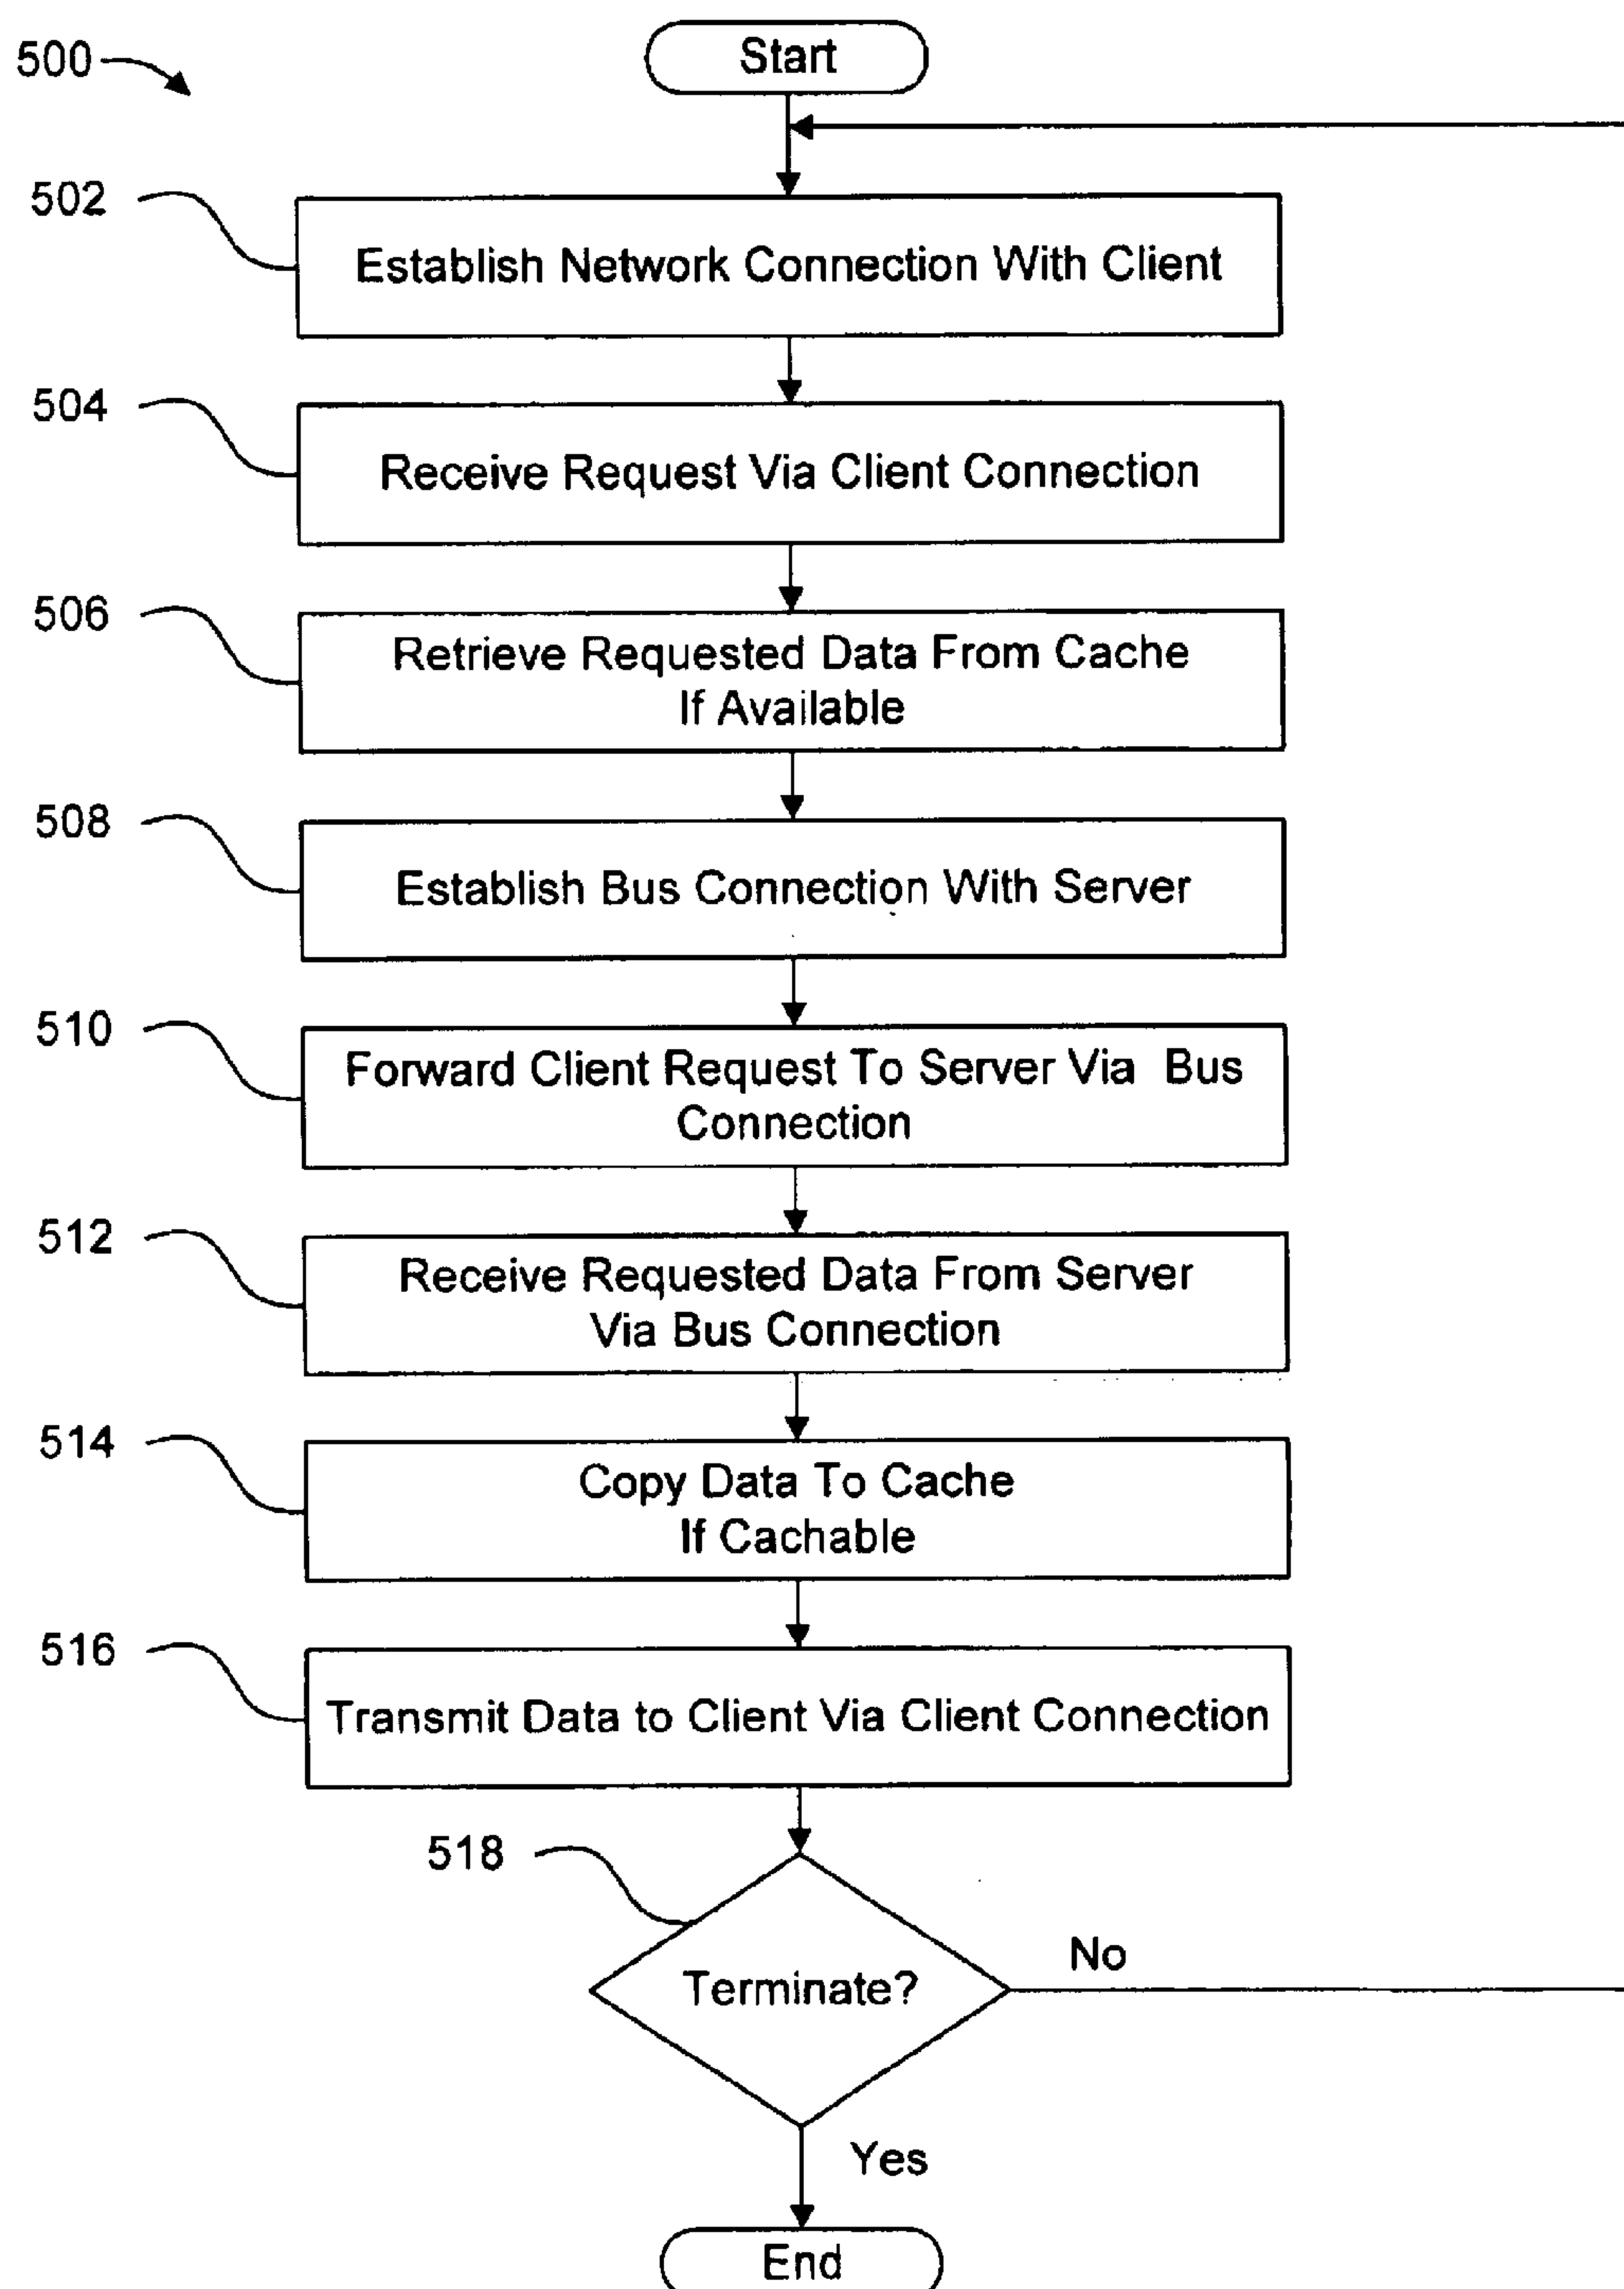 500
Start
502
Establish Network Connection With Client
504
Receive Request Via Client Connection
506
Retrieve Requested Data From Cache
If Available
508
Establish Bus Connection With Server
510
Forward Client Request To Server Via Bus
Connection
512
Receive Requested Data From Server
Via Bus Connection
514
Copy Data To Cache
If Cachable
516
Transmit Data to Client Via Client Connection
518
Terminate?
No
Yes
End